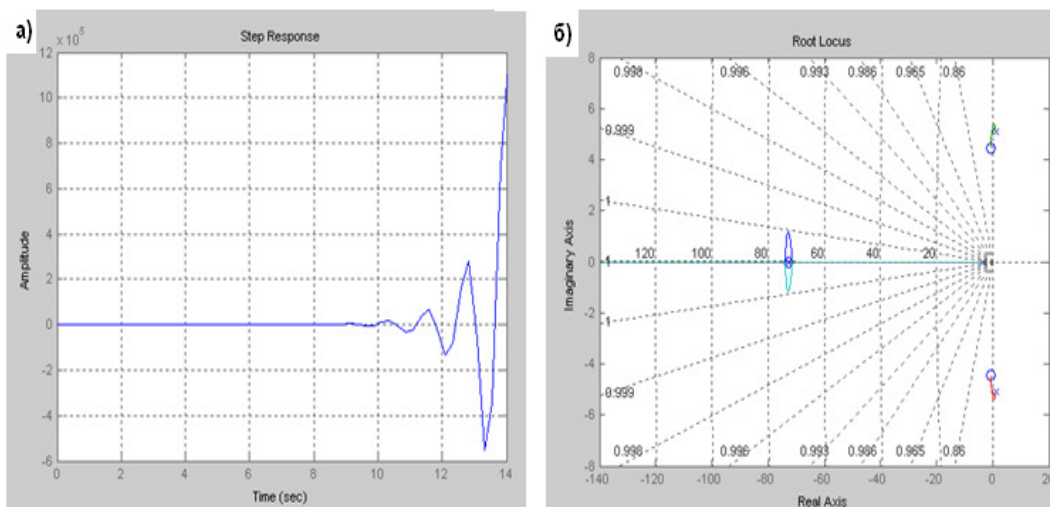 а)
Step Response
× 10⁵
12
10
8
6
4
2
0
-2
-4
-6
Amplitude
0 2 4 6 8 10 12 14
Time (sec)
б)
Root Locus
8
6
4
2
0
-2
-4
-6
-8
Imaginary Axis
0.998 0.996 0.993 0.986 0.965 0.86
0.999
1
120. 100. 80. 60. 40. 20.
1
1
0.999
0.998 0.996 0.993 0.986 0.965 0.86
-140 -120 -100 -80 -60 -40 -20 0 20
Real Axis